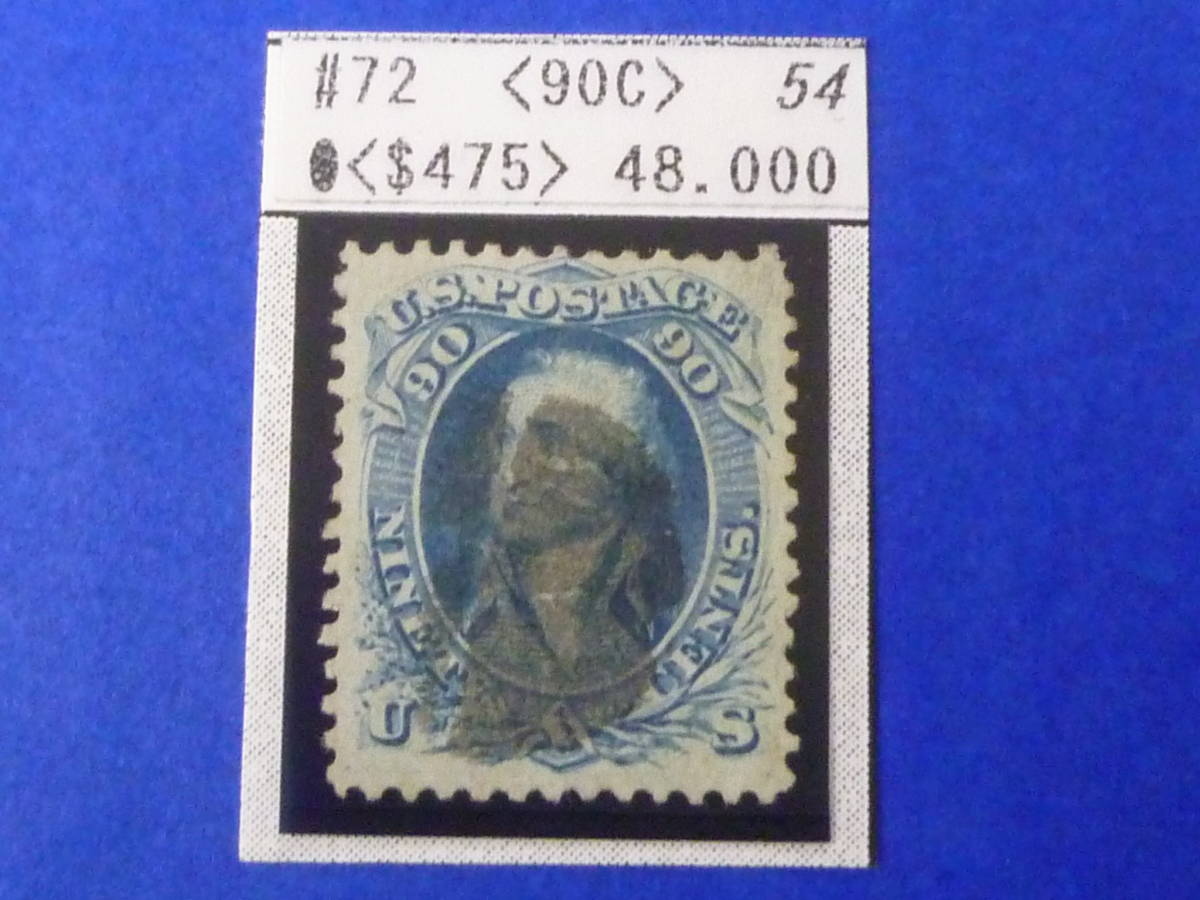 #72 <90C> 54
<$475> 48.000
U.S. POSTAGE
90 90
NINETY CENTS.
U S